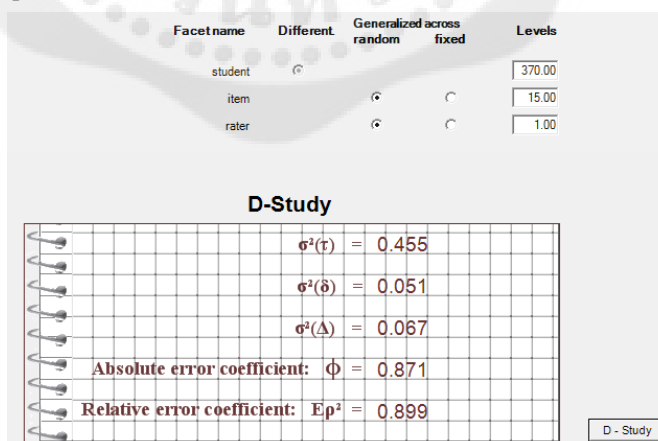 Facet name Different Generalized across random fixed Levels
student 370.00
item 15.00
rater 1.00
D-Study
σ²(τ) = 0.455
σ²(δ) = 0.051
σ²(Δ) = 0.067
Absolute error coefficient: ϕ = 0.871
Relative error coefficient: Eρ² = 0.899
D - Study